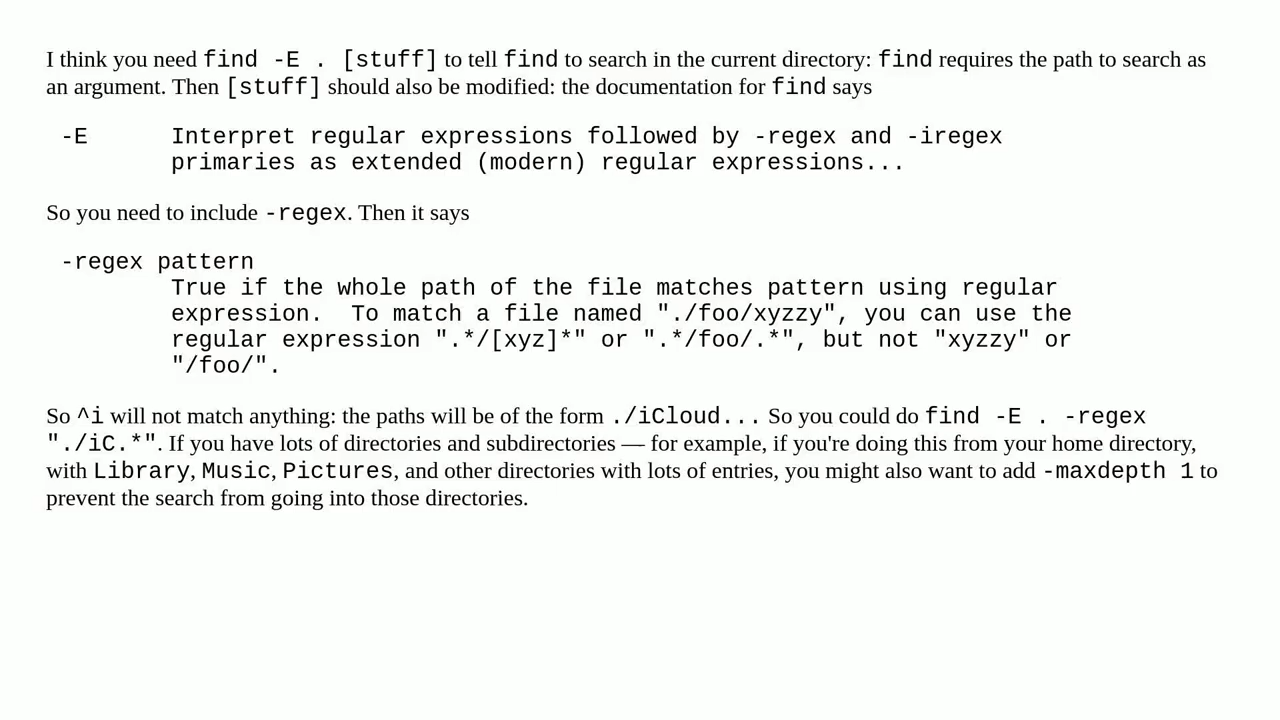 I think you need find -E . [stuff] to tell find to search in the current directory: find requires the path to search as
an argument. Then [stuff] should also be modified: the documentation for find says
-E      Interpret regular expressions followed by -regex and -iregex
primaries as extended (modern) regular expressions...
So you need to include -regex. Then it says
-regex pattern
True if the whole path of the file matches pattern using regular
expression.  To match a file named "./foo/xyzzy", you can use the
regular expression ".*/[xyz]*" or ".*/foo/.*", but not "xyzzy" or
"/foo/".
So ^i will not match anything: the paths will be of the form ./iCloud... So you could do find -E . -regex
"./iC.*". If you have lots of directories and subdirectories — for example, if you're doing this from your home directory,
with Library, Music, Pictures, and other directories with lots of entries, you might also want to add -maxdepth 1 to
prevent the search from going into those directories.